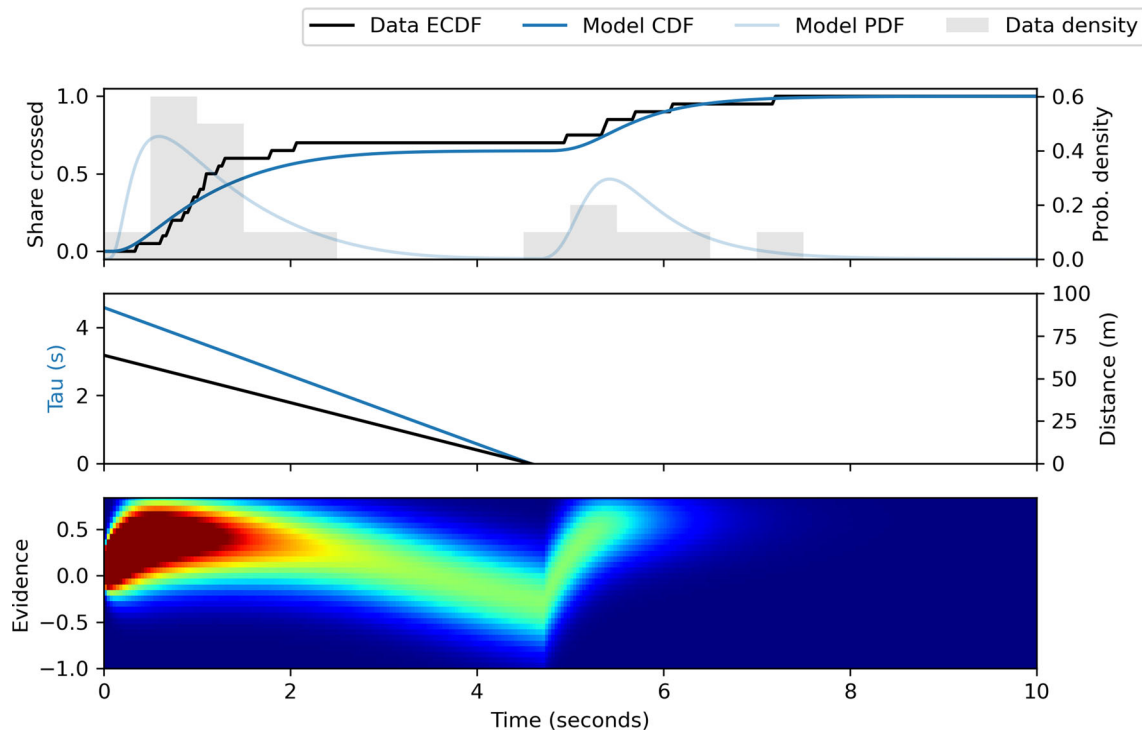 Data ECDF Model CDF Model PDF Data density
Share crossed
1.0
0.5
0.0
0.6
0.4
0.2
0.0
Prob. density
Tau (s)
4
2
0
100
75
50
25
0
Distance (m)
Evidence
0.5
0.0
−0.5
−1.0
0 2 4 6 8 10
Time (seconds)